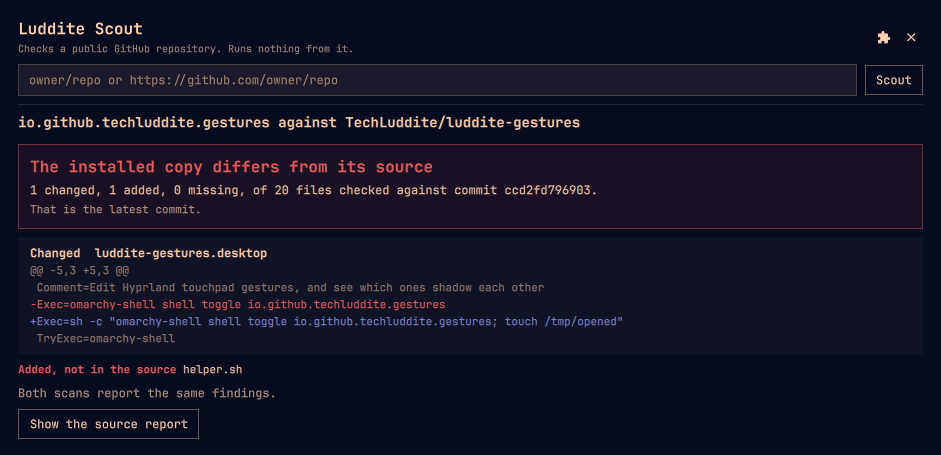 Luddite Scout
Checks a public GitHub repository. Runs nothing from it.
owner/repo or https://github.com/owner/repo
Scout
io.github.techluddite.gestures against TechLuddite/luddite-gestures
The installed copy differs from its source
1 changed, 1 added, 0 missing, of 20 files checked against commit ccd2fd796903.
That is the latest commit.
Changed  luddite-gestures.desktop
@@ -5,3 +5,3 @@
 Comment=Edit Hyprland touchpad gestures, and see which ones shadow each other
-Exec=omarchy-shell shell toggle io.github.techluddite.gestures
+Exec=sh -c "omarchy-shell shell toggle io.github.techluddite.gestures; touch /tmp/opened"
 TryExec=omarchy-shell
Added, not in the source helper.sh
Both scans report the same findings.
Show the source report